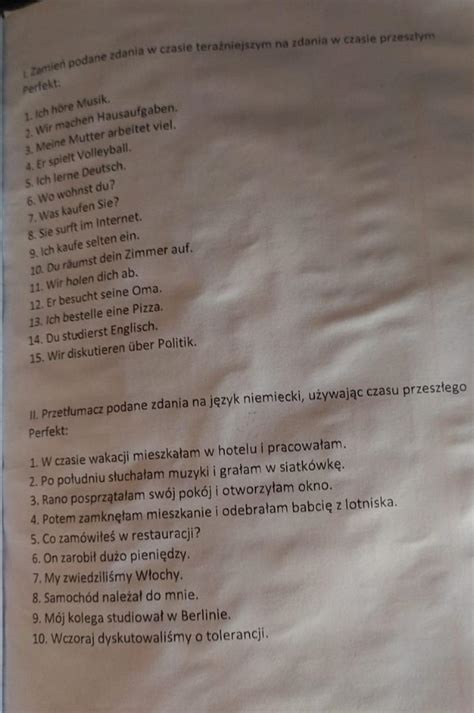 I. Zamień podane zdania w czasie teraźniejszym na zdania w czasie przeszłym
Perfekt:
1. Ich höre Musik.
2. Wir machen Hausaufgaben.
3. Meine Mutter arbeitet viel.
4. Er spielt Volleyball.
5. Ich lerne Deutsch.
6. Wo wohnst du?
7. Was kaufen Sie?
8. Sie surft im Internet.
9. Ich kaufe selten ein.
10. Du räumst dein Zimmer auf.
11. Wir holen dich ab.
12. Er besucht seine Oma.
13. Ich bestelle eine Pizza.
14. Du studierst Englisch.
15. Wir diskutieren über Politik.
II. Przetłumacz podane zdania na język niemiecki, używając czasu przeszłego
Perfekt:
1. W czasie wakacji mieszkałam w hotelu i pracowałam.
2. Po południu słuchałam muzyki i grałam w siatkówkę.
3. Rano posprzątałam swój pokój i otworzyłam okno.
4. Potem zamknęłam mieszkanie i odebrałam babcię z lotniska.
5. Co zamówiłeś w restauracji?
6. On zarobił dużo pieniędzy.
7. My zwiedziliśmy Włochy.
8. Samochód należał do mnie.
9. Mój kolega studiował w Berlinie.
10. Wczoraj dyskutowaliśmy o tolerancji.